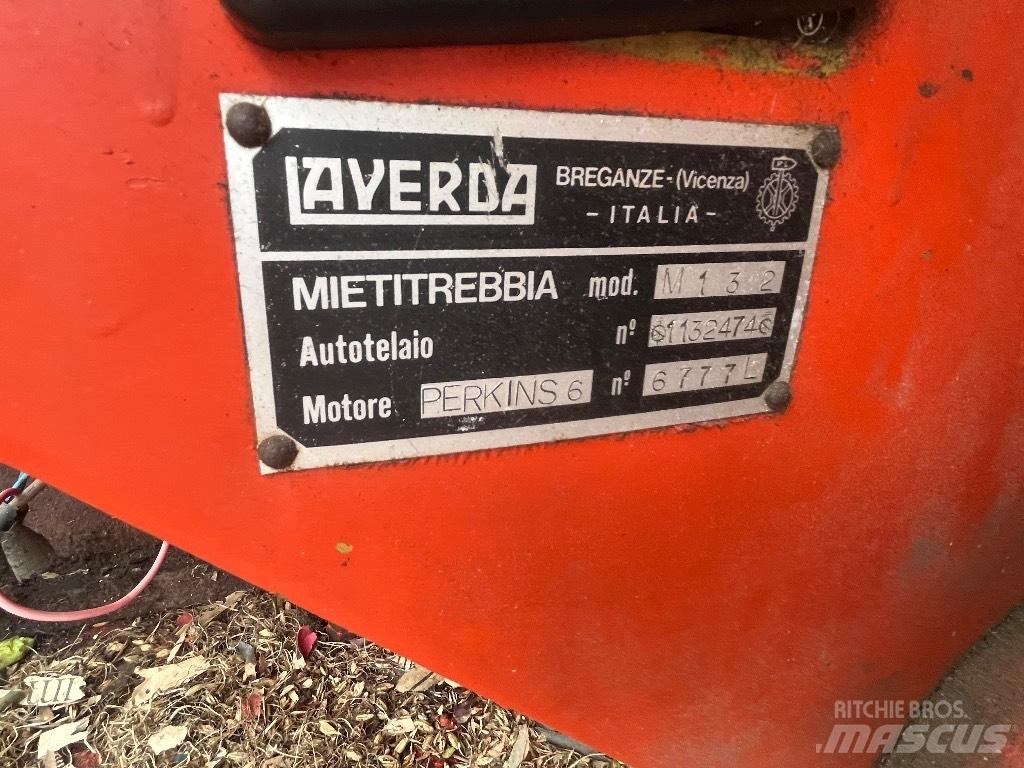 LAVERDA
BREGANZE-(Vicenza)
- ITALIA -
MIETITREBBIA mod. M 1 3 2
Autotelaio nº 11324746
Motore PERKINS 6 nº 6777L
RITCHIE BROS.
MASCUS